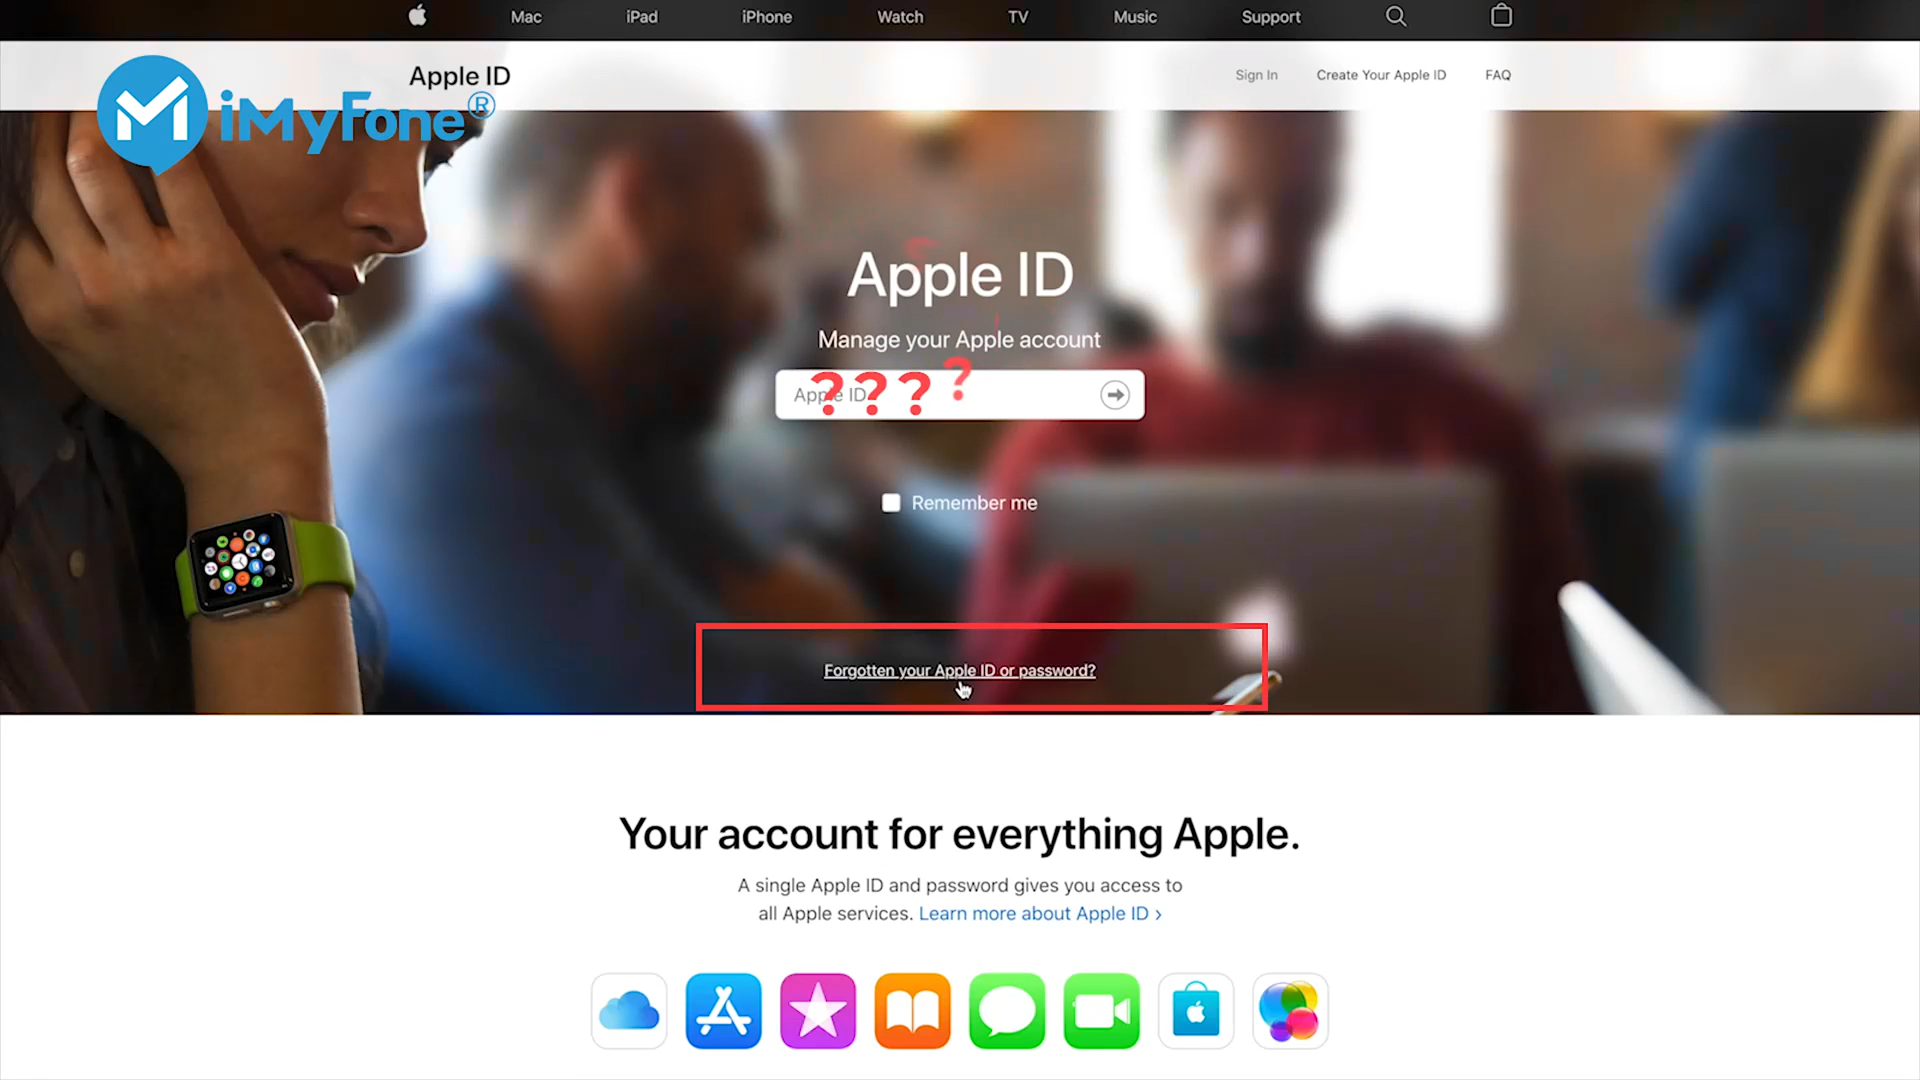 Mac iPad iPhone Watch TV Music Support
Apple ID
Sign In Create Your Apple ID FAQ
iMyFone®
Apple ID
Manage your Apple account
Apple ID
? ? ? ?
Remember me
Forgotten your Apple ID or password?
Your account for everything Apple.
A single Apple ID and password gives you access to
all Apple services. Learn more about Apple ID ›